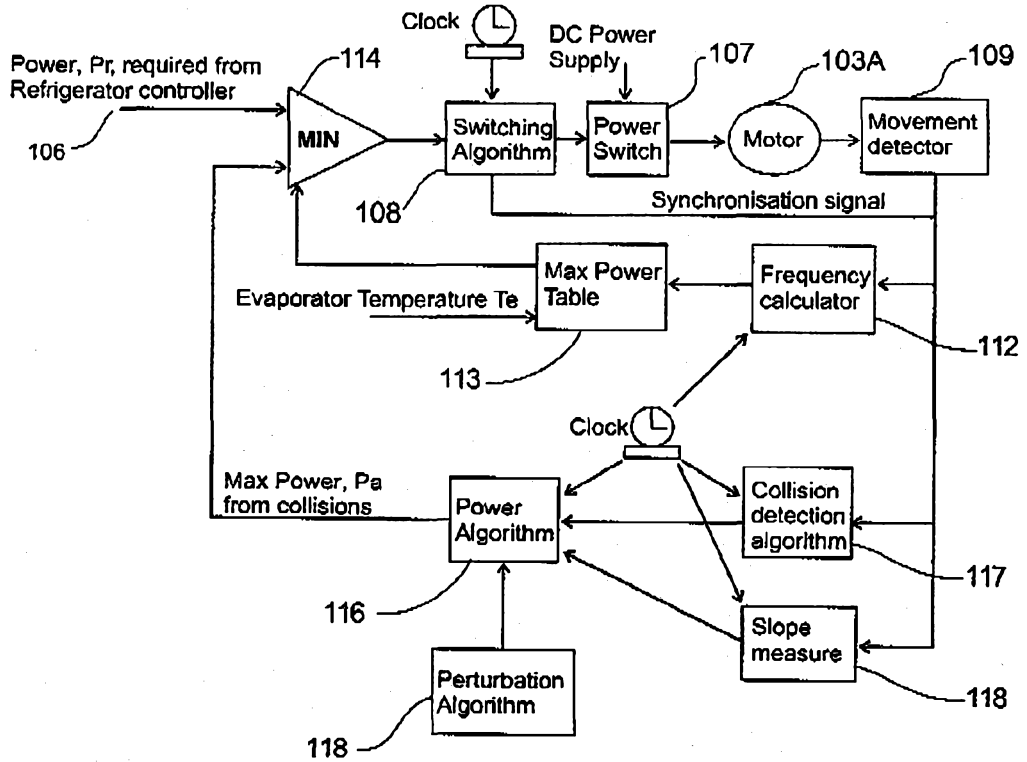 Clock
DC Power
Supply
107
103A
109
114
Power, Pr, required from
Refrigerator controller
106
MIN
Switching
Algorithm
108
Power
Switch
Motor
Movement
detector
Synchronisation signal
Max Power
Table
113
Evaporator Temperature Te
Frequency
calculator
112
Clock
Max Power, Pa
from collisions
Power
Algorithm
116
Collision
detection
algorithm
117
Slope
measure
118
Perturbation
Algorithm
118